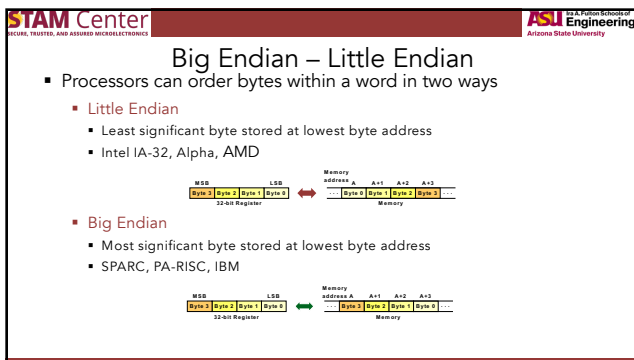 STAM Center
SECURE, TRUSTED, AND ASSURED MICROELECTRONICS
ASU Ira A. Fulton Schools of
Engineering
Arizona State University
Big Endian – Little Endian
▪ Processors can order bytes within a word in two ways
▪ Little Endian
▪ Least significant byte stored at lowest byte address
▪ Intel IA-32, Alpha, AMD
Memory
MSB LSB address A A+1 A+2 A+3
Byte 3 Byte 2 Byte 1 Byte 0 ... Byte 0 Byte 1 Byte 2 Byte 3 ...
32-bit Register Memory
▪ Big Endian
▪ Most significant byte stored at lowest byte address
▪ SPARC, PA-RISC, IBM
Memory
MSB LSB address A A+1 A+2 A+3
Byte 3 Byte 2 Byte 1 Byte 0 ... Byte 3 Byte 2 Byte 1 Byte 0 ...
32-bit Register Memory